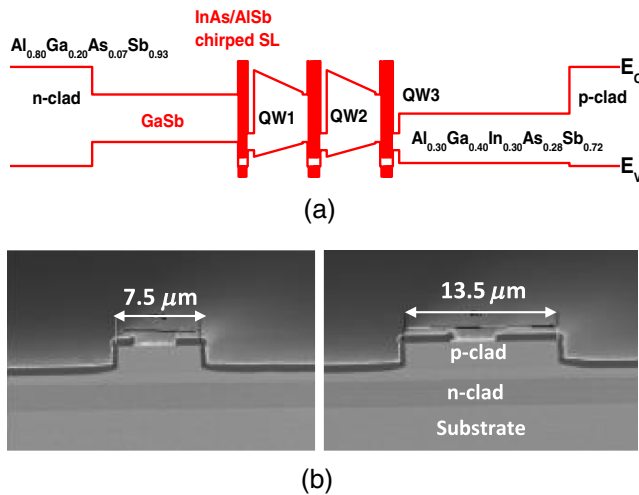 InAs/AlSb
chirped SL
Al0.80Ga0.20As0.07Sb0.93
n-clad
GaSb
QW1
QW2
QW3
EC
p-clad
Al0.30Ga0.40In0.30As0.28Sb0.72
EV
(a)
7.5 μm
13.5 μm
p-clad
n-clad
Substrate
(b)